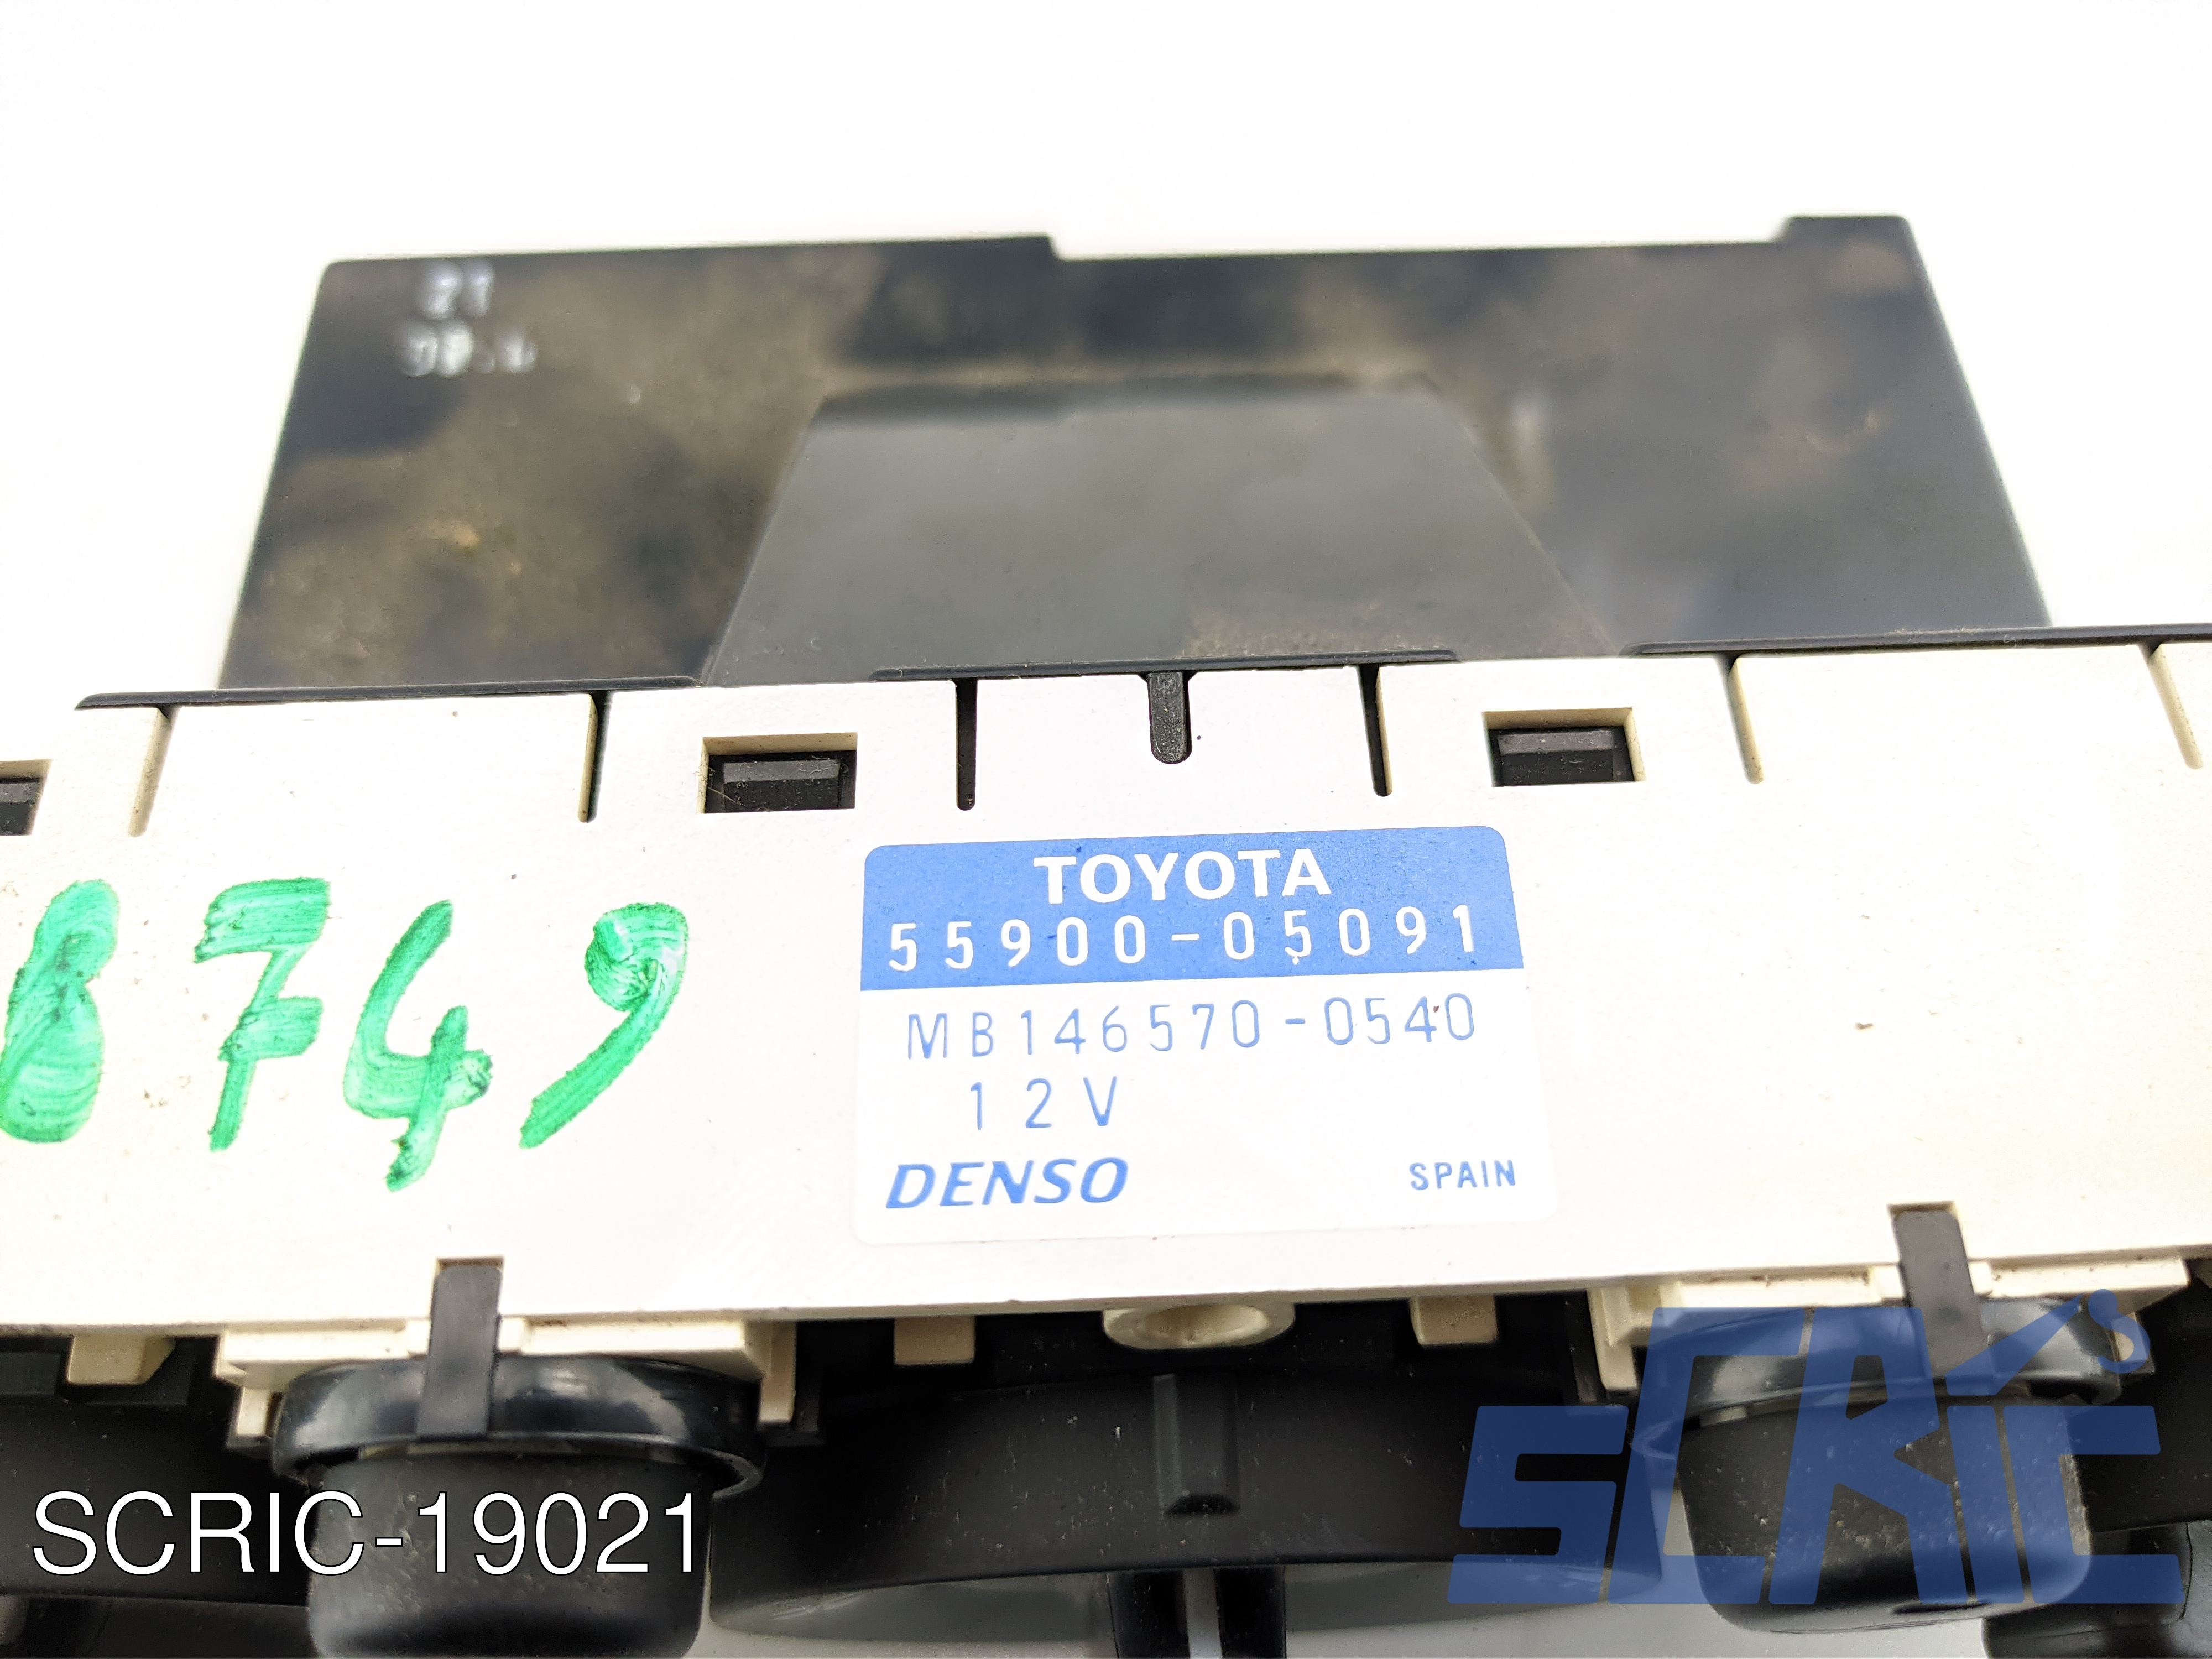 8749
TOYOTA
55900-05091
MB146570-0540
12V
DENSO SPAIN
SCRIC-19021
SCRIC'S